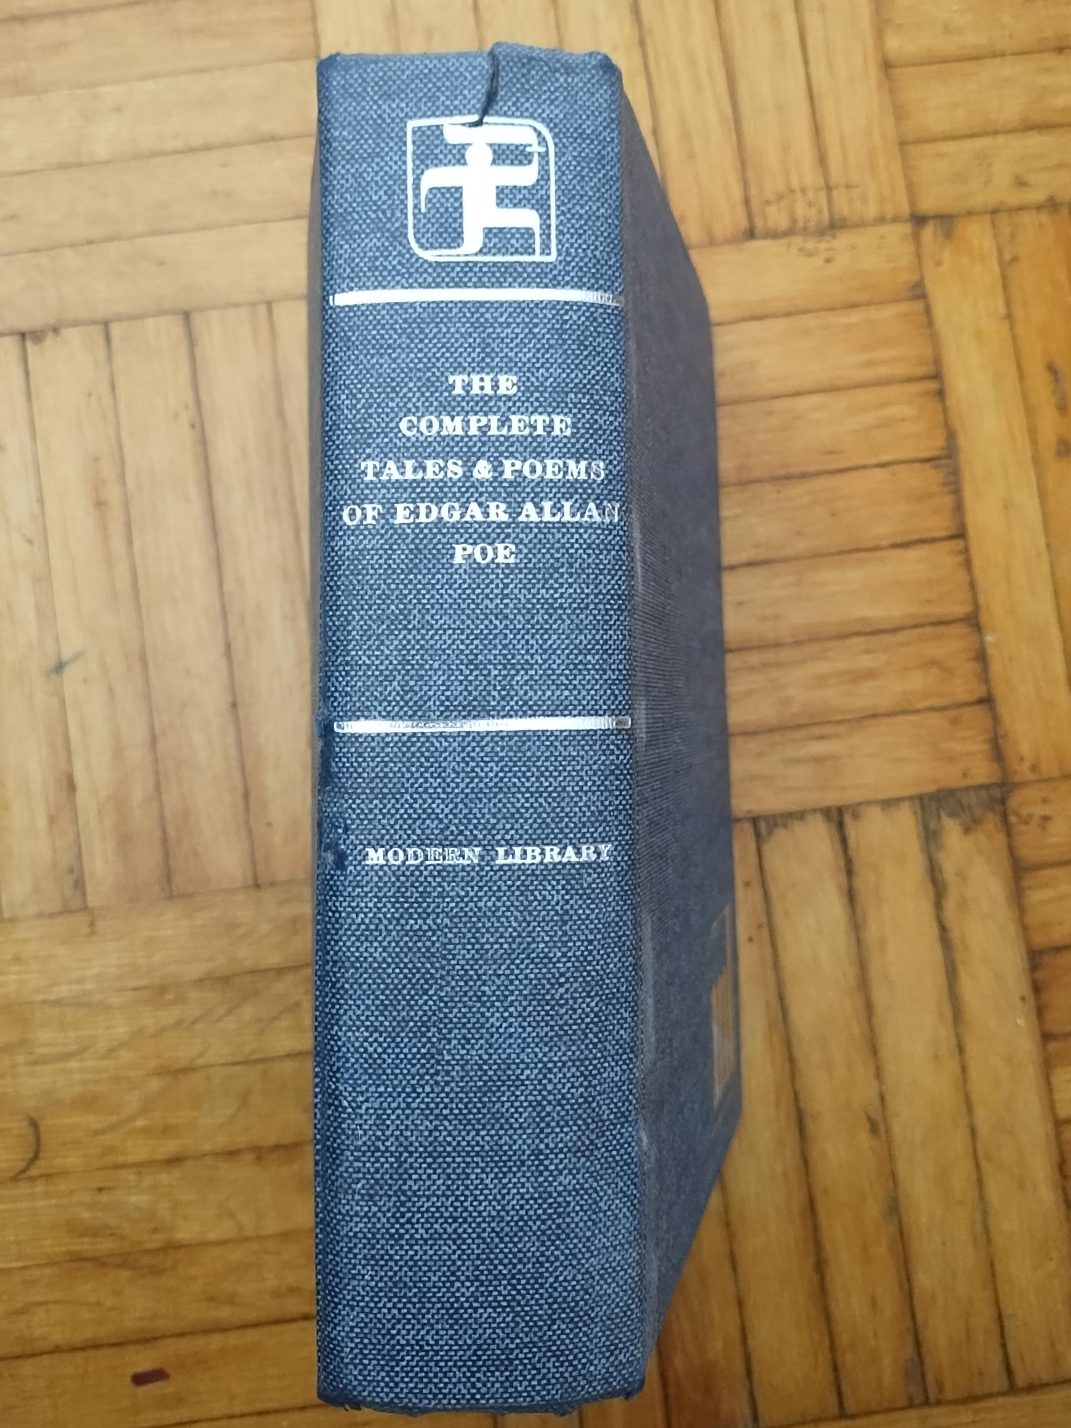 THE
COMPLETE
TALES & POEMS
OF EDGAR ALLAN
POE
MODERN LIBRARY